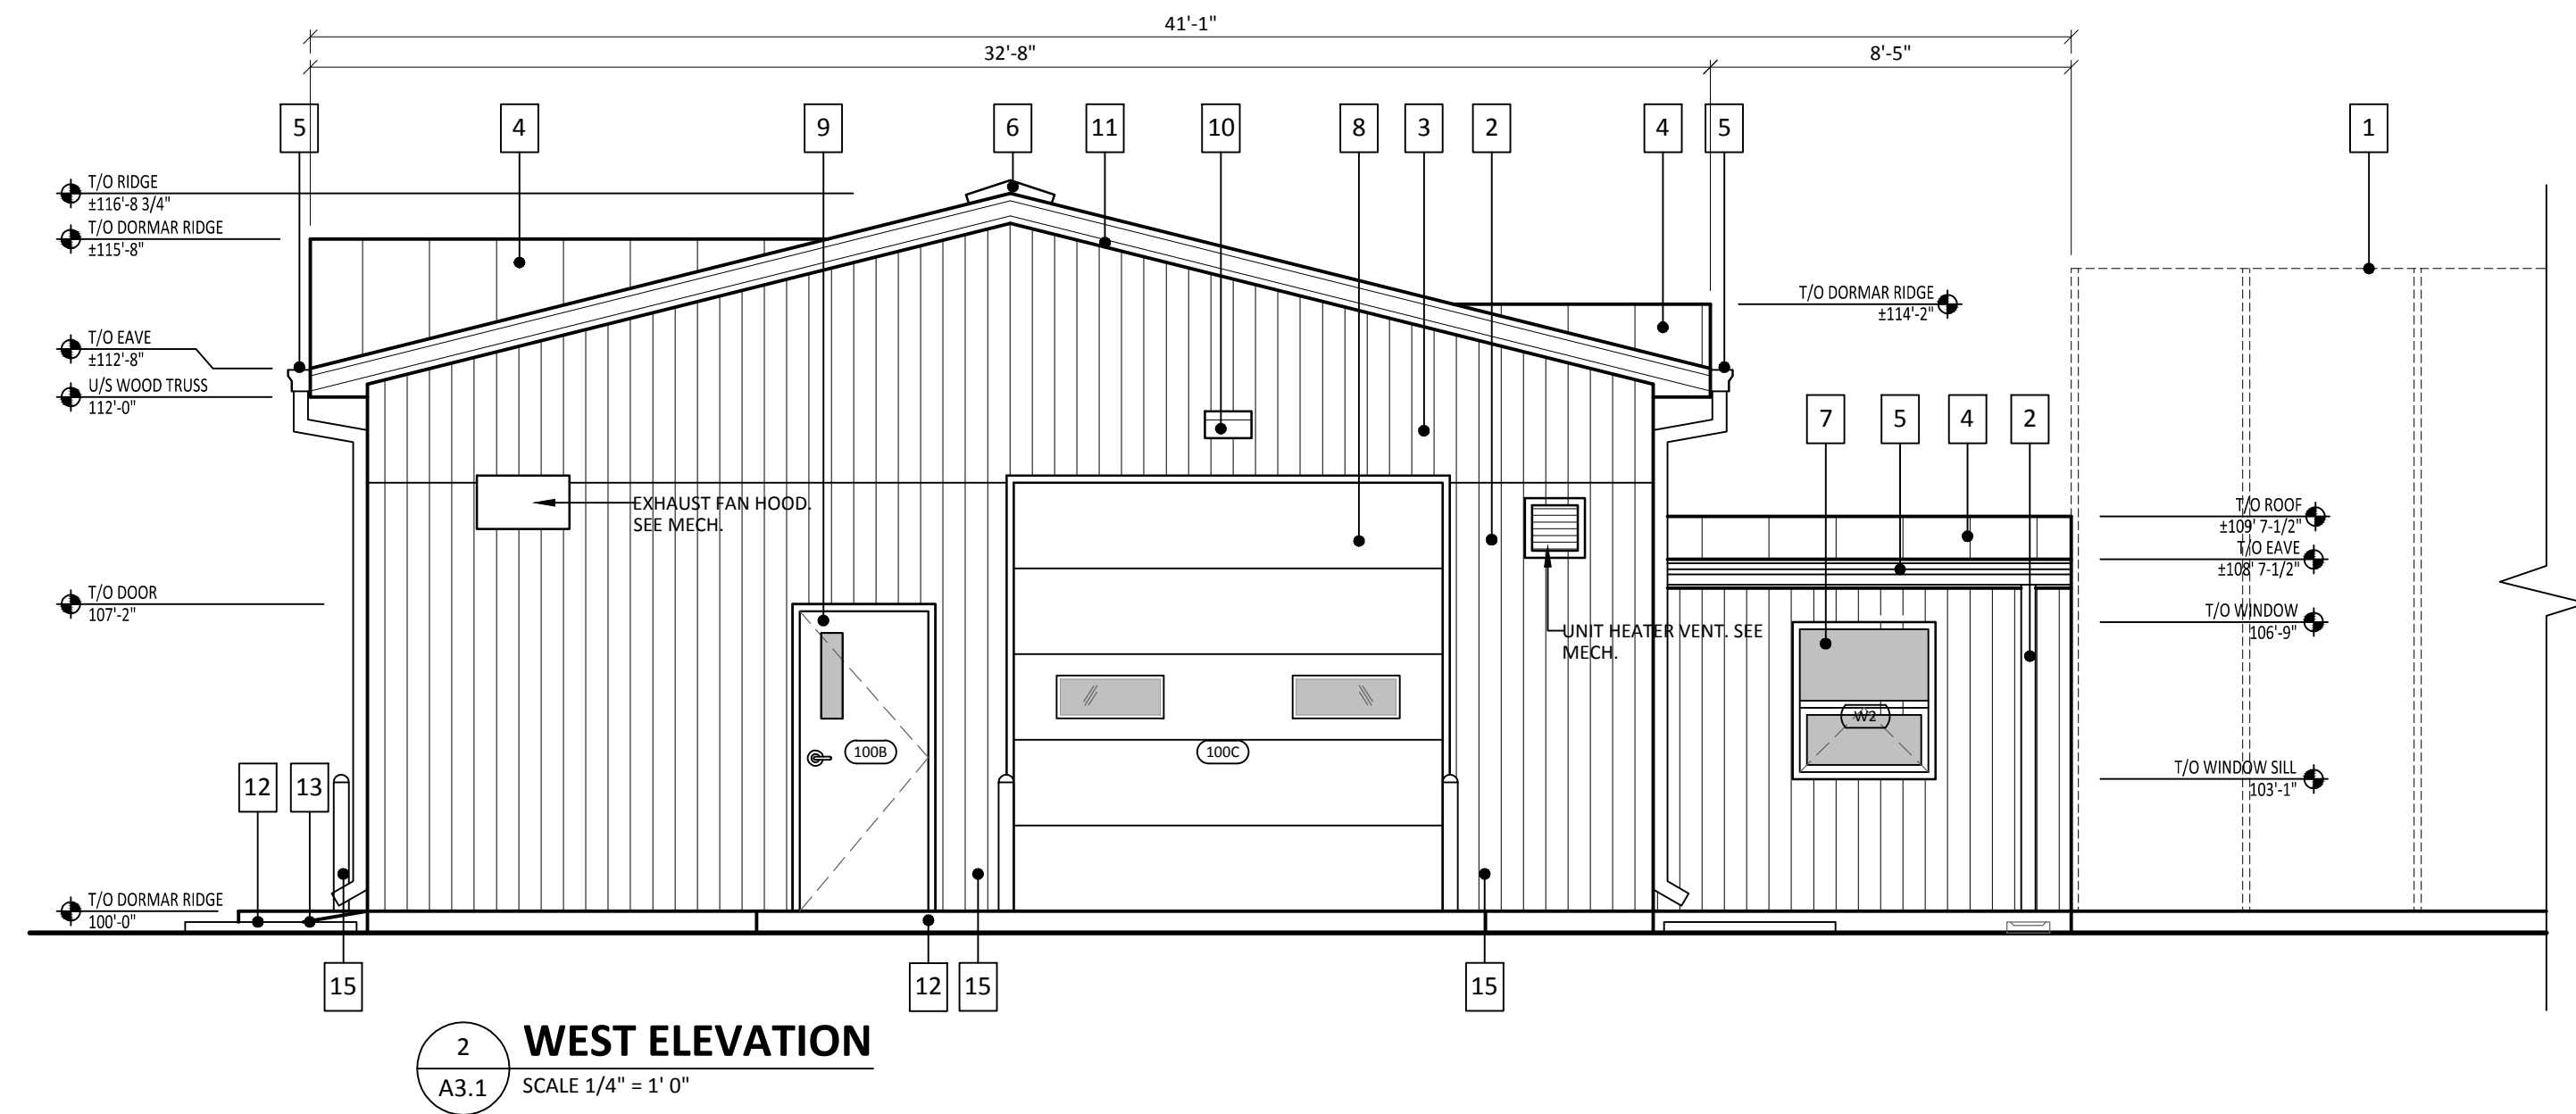 41'-1"
32'-8"
8'-5"
5
4
9
6
11
10
8
3
2
4
5
1
T/O RIDGE
±116'-8 3/4"
T/O DORMAR RIDGE
±115'-8"
T/O DORMAR RIDGE
±114'-2"
T/O EAVE
±112'-8"
U/S WOOD TRUSS
112'-0"
7
5
4
2
EXHAUST FAN HOOD.
SEE MECH.
T/O ROOF
±109' 7-1/2"
T/O EAVE
±108' 7-1/2"
T/O DOOR
107'-2"
T/O WINDOW
106'-9"
UNIT HEATER VENT. SEE
MECH.
W2
100B
100C
T/O WINDOW SILL
103'-1"
12
13
T/O DORMAR RIDGE
100'-0"
15
12
15
15
2
WEST ELEVATION
A3.1
SCALE 1/4" = 1' 0"